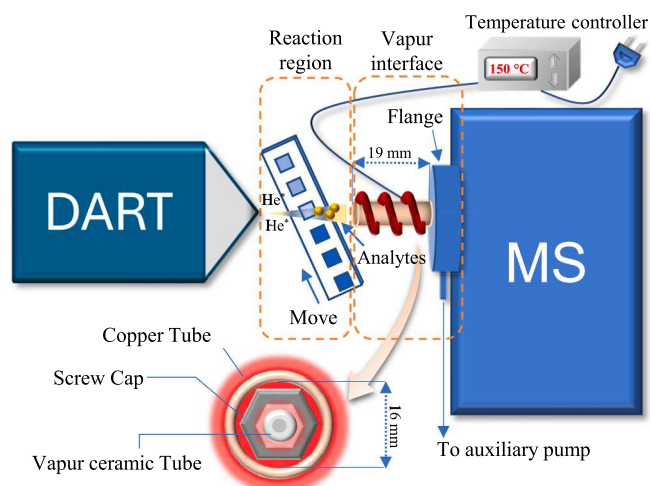 Temperature controller
Reaction
region
Vapur
interface
150 °C
Flange
19 mm
DART
He*
He*
MS
Analytes
Move
Copper Tube
Screw Cap
16 mm
Vapur ceramic Tube
To auxiliary pump